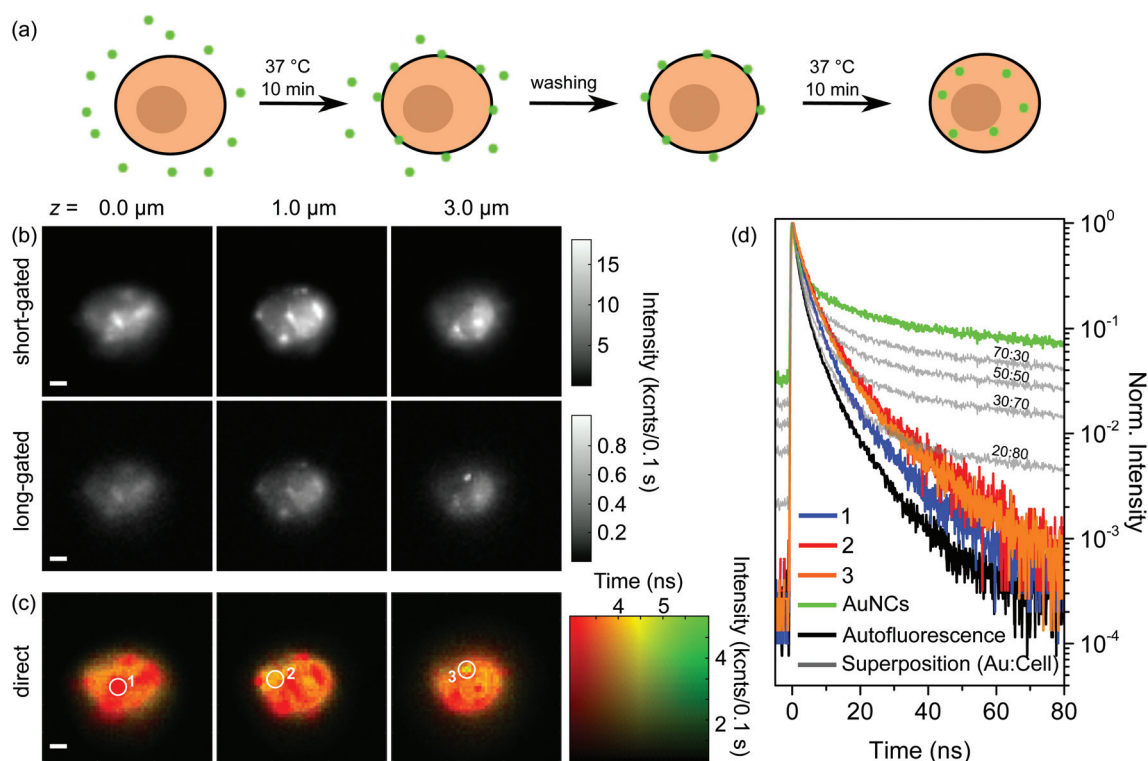 (a)
37 °C
10 min
washing
37 °C
10 min
z = 0.0 µm 1.0 µm 3.0 µm
(b)
short-gated
15
10
5
Intensity (kcnts/0.1 s)
long-gated
0.8
0.6
0.4
0.2
(c)
direct
1
2
3
Time (ns)
4 5
4
2
Intensity (kcnts/0.1 s)
(d)
10⁰
10⁻¹
10⁻²
10⁻³
10⁻⁴
Norm. Intensity
70:30
50:50
30:70
20:80
1
2
3
AuNCs
Autofluorescence
Superposition (Au:Cell)
0 20 40 60 80
Time (ns)